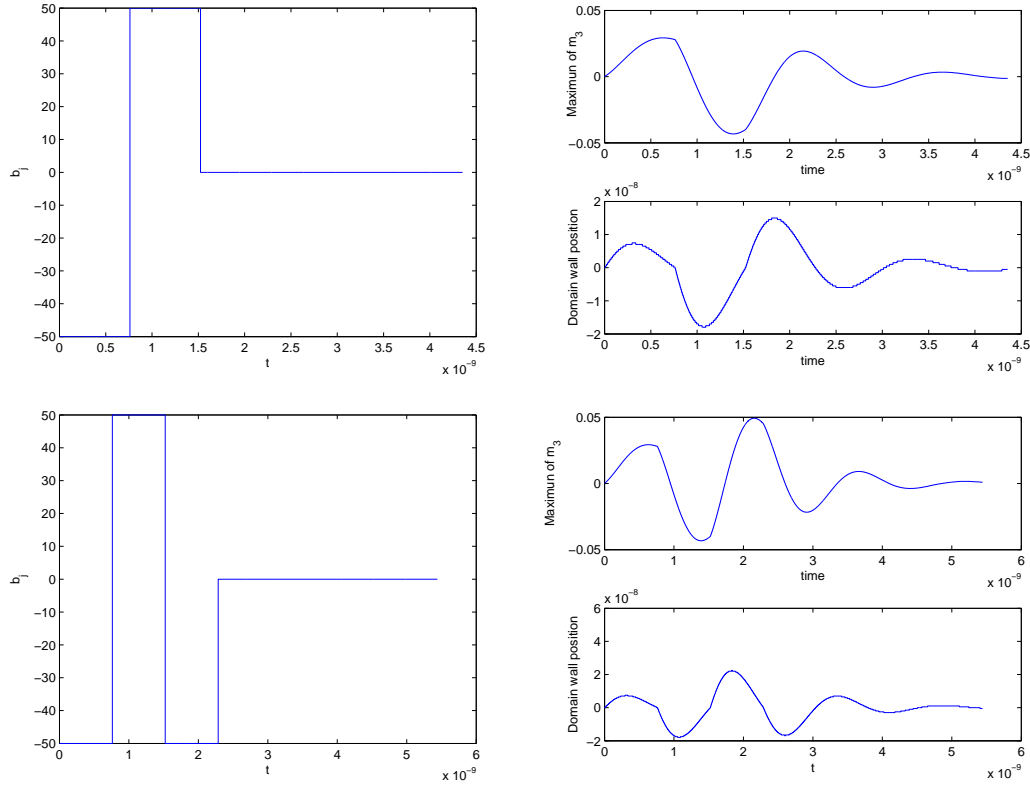 50
40
30
20
10
0
−10
−20
−30
−40
−50
b_j
0 0.5 1 1.5 2 2.5 3 3.5 4 4.5
t
x 10^−9
0.05
0
−0.05
Maximun of m_3
0 0.5 1 1.5 2 2.5 3 3.5 4 4.5
time
x 10^−9
x 10^−8
2
1
0
−1
−2
Domain wall position
0 0.5 1 1.5 2 2.5 3 3.5 4 4.5
time
x 10^−9
50
40
30
20
10
0
−10
−20
−30
−40
−50
b_j
0 1 2 3 4 5 6
t
x 10^−9
0.05
0
−0.05
Maximun of m_3
0 1 2 3 4 5 6
time
x 10^−9
x 10^−8
6
4
2
0
−2
Domain wall position
0 1 2 3 4 5 6
t
x 10^−9